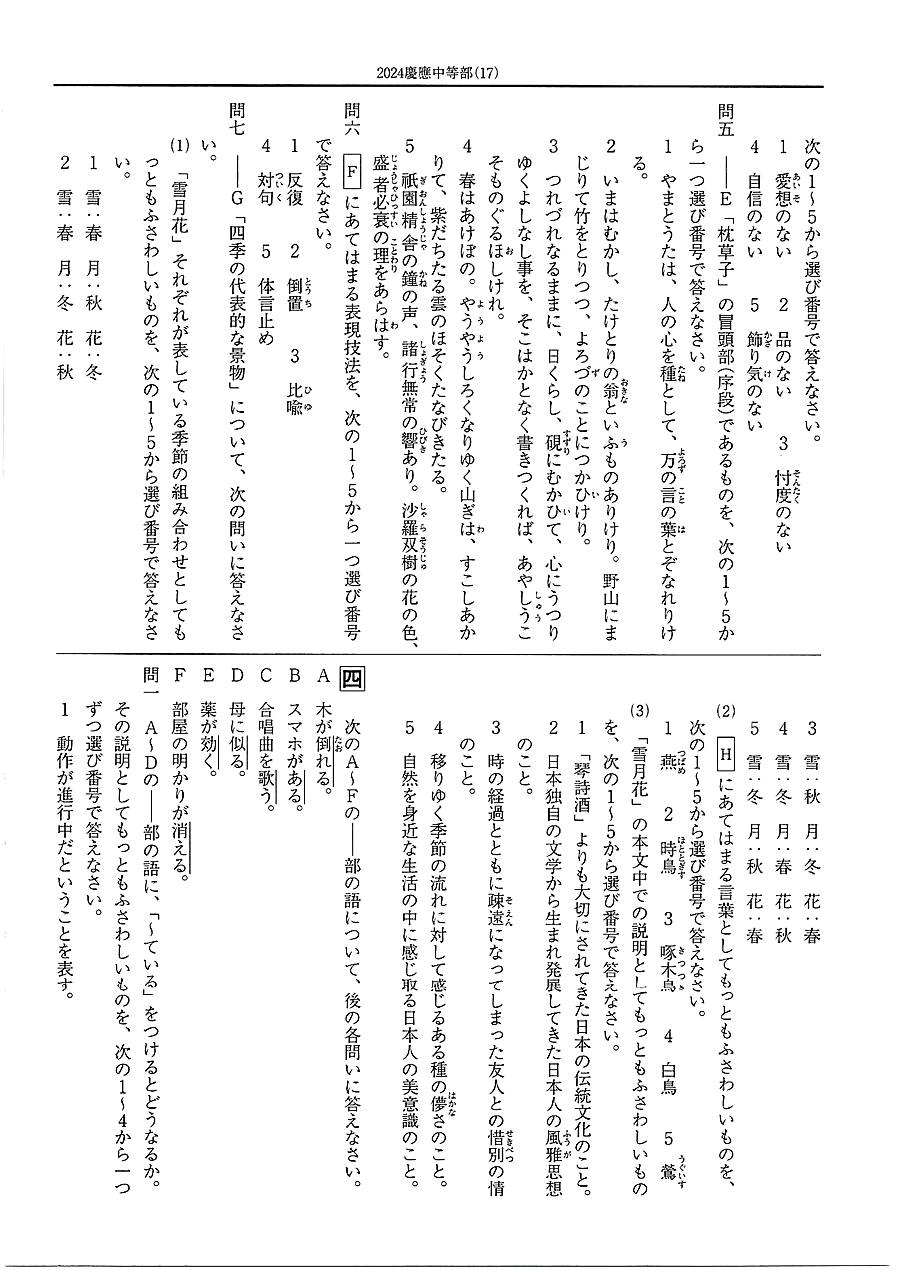 2024慶應中等部(17)
次の1～5から選び番号で答えなさい。
1 愛想のない 2 品のない 3 忖度のない
4 自信のない 5 飾り気のない
問五 ――E「枕草子」の冒頭部(序段)であるものを、次の1～5か
ら一つ選び番号で答えなさい。
1 やまとうたは、人の心を種として、万の言の葉とぞなれりけ
る。
2 いまはむかし、たけとりの翁といふものありけり。野山にま
じりて竹をとりつつ、よろづのことにつかひけり。
3 つれづれなるままに、日くらし、硯にむかひて、心にうつり
ゆくよしなし事を、そこはかとなく書きつくれば、あやしうこ
そものぐるほしけれ。
4 春はあけぼの。やうやうしろくなりゆく山ぎは、すこしあか
りて、紫だちたる雲のほそくたなびきたる。
5 祇園精舎の鐘の声、諸行無常の響あり。沙羅双樹の花の色、
盛者必衰の理をあらはす。
問六 F にあてはまる表現技法を、次の1～5から一つ選び番号
で答えなさい。
1 反復 2 倒置 3 比喩
4 対句 5 体言止め
問七 ――G「四季の代表的な景物」について、次の問いに答えなさ
い。
(1) 「雪月花」それぞれが表している季節の組み合わせとしても
っともふさわしいものを、次の1～5から選び番号で答えなさ
い。
1 雪:春 月:秋 花:冬
2 雪:春 月:冬 花:秋
3 雪:秋 月:冬 花:春
4 雪:冬 月:春 花:秋
5 雪:冬 月:秋 花:春
(2) H にあてはまる言葉としてもっともふさわしいものを、
次の1～5から選び番号で答えなさい。
1 燕 2 時鳥 3 啄木鳥 4 白鳥 5 鶯
(3) 「雪月花」の本文中での説明としてもっともふさわしいもの
を、次の1～5から選び番号で答えなさい。
1 「琴詩酒」よりも大切にされてきた日本の伝統文化のこと。
2 日本独自の文学から生まれ発展してきた日本人の風雅思想
のこと。
3 時の経過とともに疎遠になってしまった友人との惜別の情
のこと。
4 移りゆく季節の流れに対して感じるある種の儚さのこと。
5 自然を身近な生活の中に感じ取る日本人の美意識のこと。
四 次のA～Fの――部の語について、後の各問いに答えなさい。
A 木が倒れる。
B スマホがある。
C 合唱曲を歌う。
D 母に似る。
E 薬が効く。
F 部屋の明かりが消える。
問一 A～Dの――部の語に、「～ている」をつけるとどうなるか。
その説明としてもっともふさわしいものを、次の1～4から一つ
ずつ選び番号で答えなさい。
1 動作が進行中だということを表す。